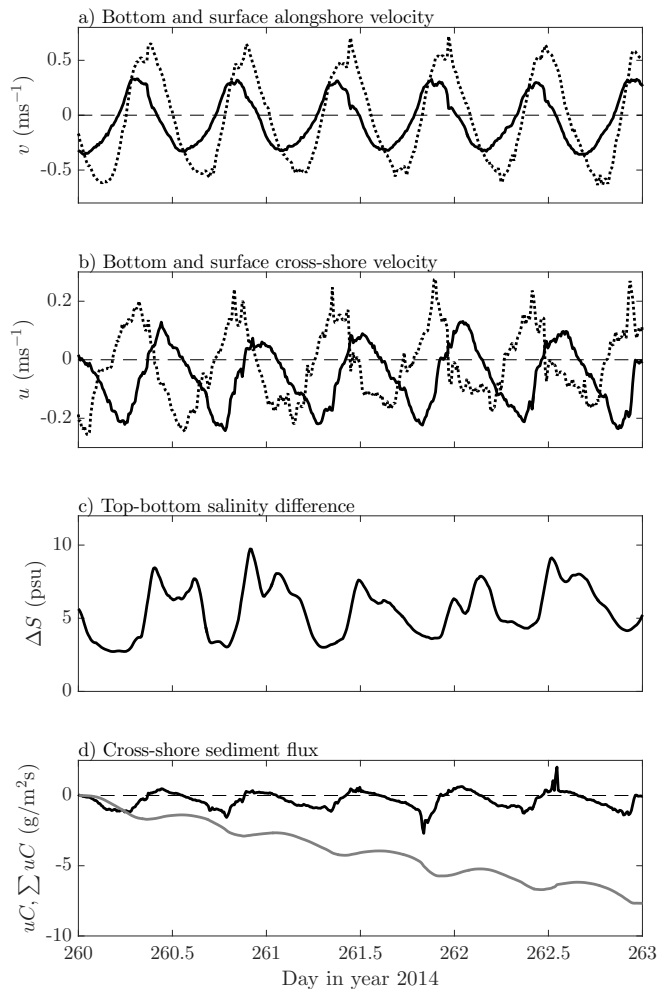 a) Bottom and surface alongshore velocity
v (ms⁻¹)
0.5
0
-0.5
b) Bottom and surface cross-shore velocity
u (ms⁻¹)
0.2
0
-0.2
c) Top-bottom salinity difference
ΔS (psu)
10
5
0
d) Cross-shore sediment flux
uC, ∑ uC (g/m²s)
0
-5
-10
260 260.5 261 261.5 262 262.5 263
Day in year 2014